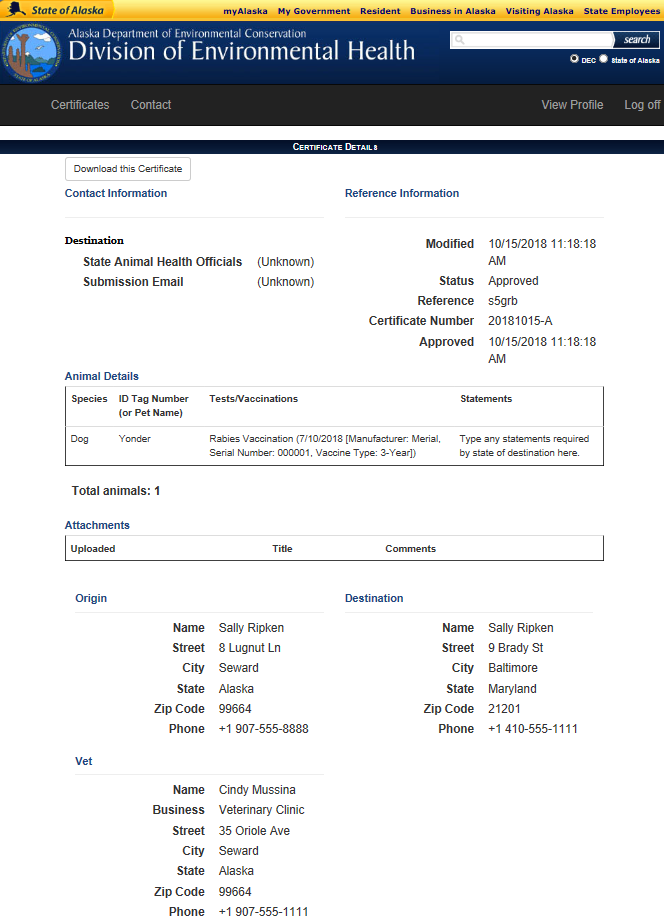 State of Alaska
myAlaska My Government Resident Business in Alaska Visiting Alaska State Employees
Alaska Department of Environmental Conservation
Division of Environmental Health
search
DEC State of Alaska
Certificates Contact View Profile Log off
CERTIFICATE DETAILS
Download this Certificate
Contact Information
Destination
State Animal Health Officials (Unknown)
Submission Email (Unknown)
Reference Information
Modified 10/15/2018 11:18:18
AM
Status Approved
Reference s5grb
Certificate Number 20181015-A
Approved 10/15/2018 11:18:18
AM
Animal Details
Species ID Tag Number Tests/Vaccinations Statements
(or Pet Name)
Dog Yonder Rabies Vaccination (7/10/2018 [Manufacturer: Merial, Type any statements required
Serial Number: 000001, Vaccine Type: 3-Year]) by state of destination here.
Total animals: 1
Attachments
Uploaded Title Comments
Origin
Name Sally Ripken
Street 8 Lugnut Ln
City Seward
State Alaska
Zip Code 99664
Phone +1 907-555-8888
Destination
Name Sally Ripken
Street 9 Brady St
City Baltimore
State Maryland
Zip Code 21201
Phone +1 410-555-1111
Vet
Name Cindy Mussina
Business Veterinary Clinic
Street 35 Oriole Ave
City Seward
State Alaska
Zip Code 99664
Phone +1 907-555-1111